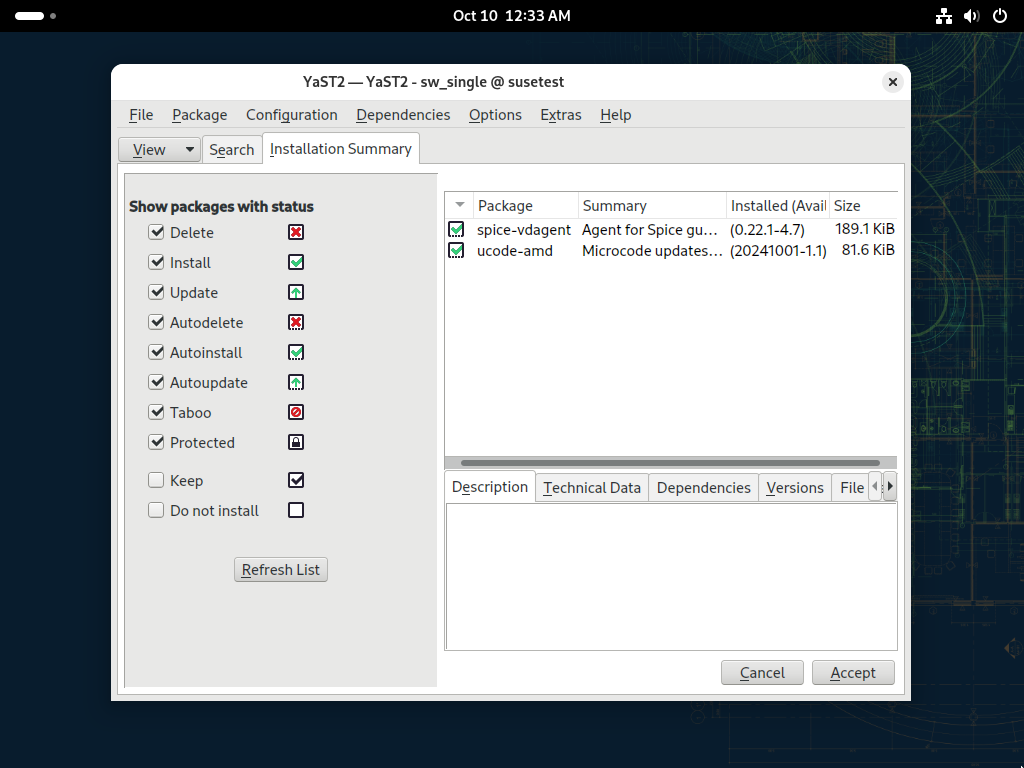 Oct 10 12:33 AM
YaST2 — YaST2 - sw_single @ susetest
File Package Configuration Dependencies Options Extras Help
View Search Installation Summary
Show packages with status
Delete
Install
Update
Autodelete
Autoinstall
Autoupdate
Taboo
Protected
Keep
Do not install
Refresh List
Package Summary Installed (Avail Size
spice-vdagent Agent for Spice gu... (0.22.1-4.7) 189.1 KiB
ucode-amd Microcode updates... (20241001-1.1) 81.6 KiB
Description Technical Data Dependencies Versions File
Cancel Accept